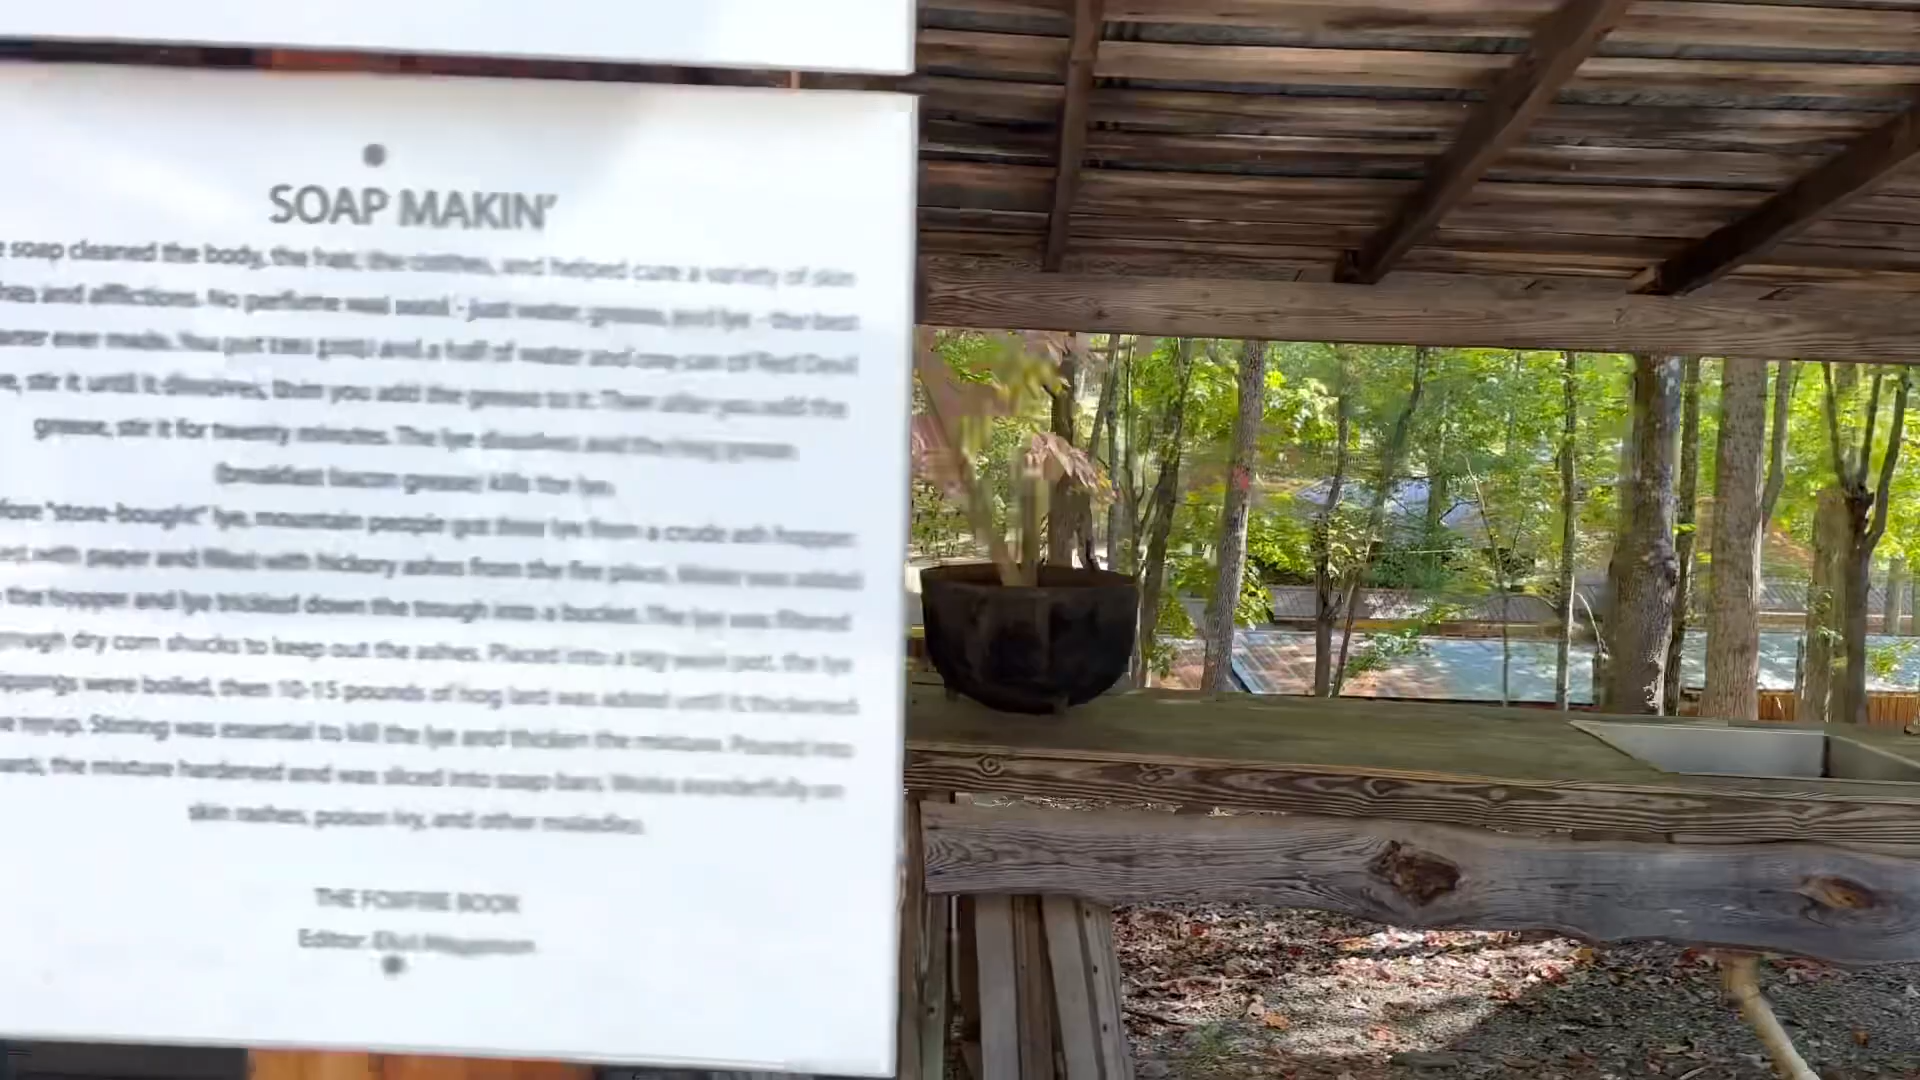 SOAP MAKIN'
soap cleaned the body, the hair, the clothes, and helped cure a variety of skin
and afflictions. No perfume was used - just water, grease, and lye - the best
ever made. You put two pints and a half of water and one can of Red Devil
stir it until it dissolves, then you add the grease to it. Then after you add the
grease, stir it for twenty minutes. The lye dissolves and the hog grease
(breakfast bacon grease) kills the lye.
"store-bought" lye, mountain people got their lye from a crude ash hopper
with paper and filled with hickory ashes from the fire place. Water was added
the hopper and lye trickled down the trough into a bucket. The lye was filtered
dry corn shucks to keep out the ashes. Placed into a big wash pot, the lye
were boiled, then 10-15 pounds of hog lard was added until it thickened
syrup. Stirring was essential to kill the lye and thicken the mixture. Poured into
the mixture hardened and was sliced into soap bars. Works wonderfully on
skin rashes, poison ivy, and other maladies.
THE FOXFIRE BOOK
Editor: